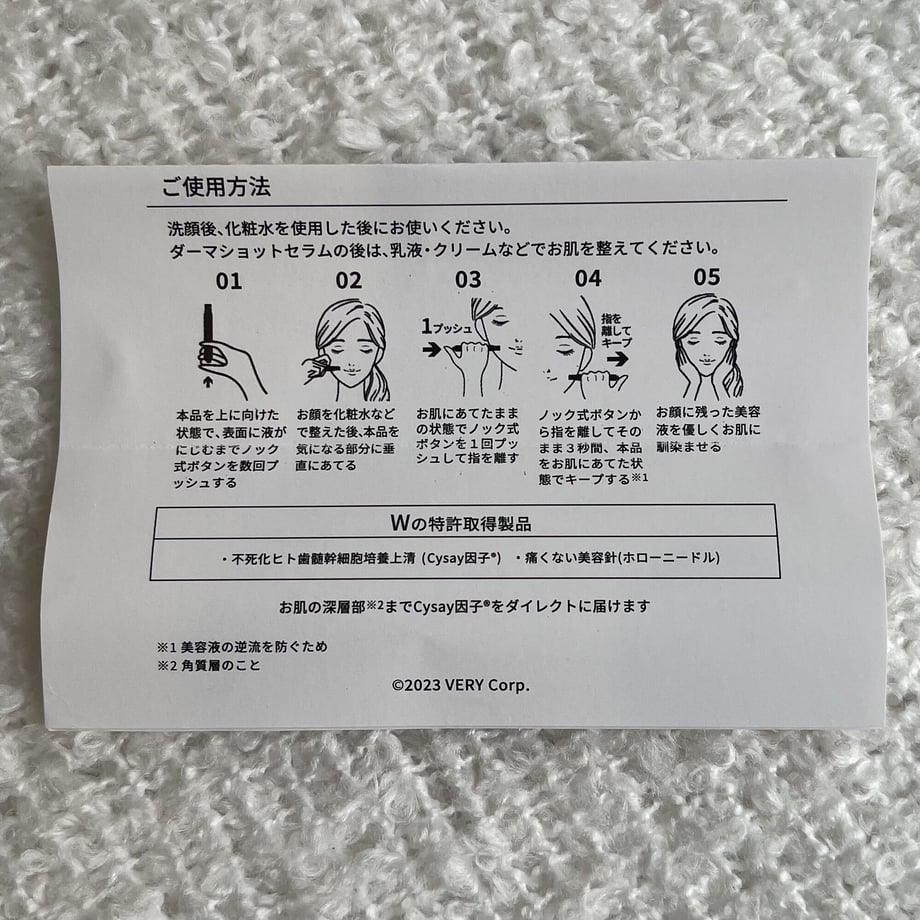 ご使用方法
洗顔後、化粧水を使用した後にお使いください。
ダーマショットセラムの後は、乳液・クリームなどでお肌を整えてください。
01
本品を上に向けた
状態で、表面に液が
にじむまでノック
式ボタンを数回プ
ッシュする
02
お顔を化粧水など
で整えた後、本品を
気になる部分に垂
直にあてる
03
1プッシュ
お肌にあてたまま
の状態でノック式
ボタンを1回プッ
シュして指を離す
04
指を
離して
キープ
ノック式ボタンか
ら指を離してその
まま3秒間、本品
をお肌にあてた状
態でキープする※1
05
お顔に残った美容
液を優しくお肌に
馴染ませる
Wの特許取得製品
・不死化ヒト歯髄幹細胞培養上清 (Cysay因子®) ・痛くない美容針(ホローニードル)
お肌の深層部※2までCysay因子®をダイレクトに届けます
※1 美容液の逆流を防ぐため
※2 角質層のこと
©2023 VERY Corp.